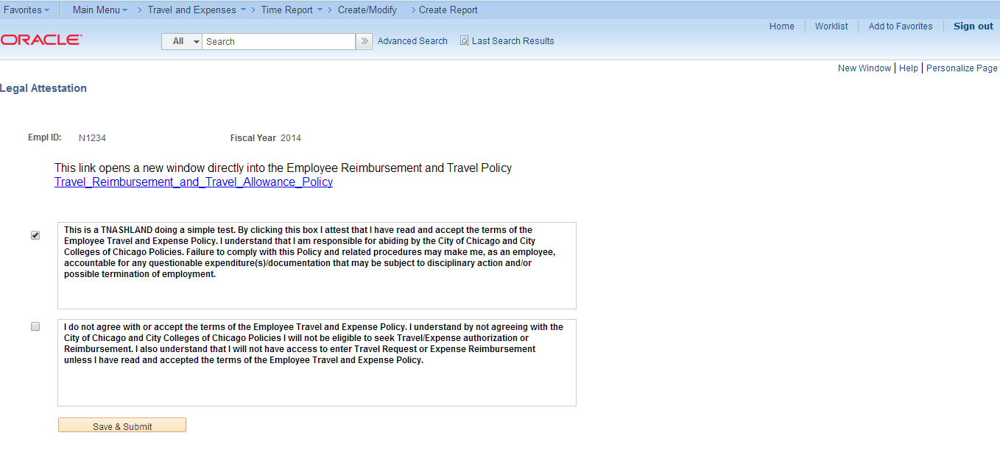 Favorites Main Menu > Travel and Expenses > Time Report > Create/Modify > Create Report
Home Worklist Add to Favorites Sign out
ORACLE All Search >> Advanced Search Last Search Results
New Window | Help | Personalize Page
Legal Attestation
Empl ID: N1234 Fiscal Year 2014
This link opens a new window directly into the Employee Reimbursement and Travel Policy
Travel_Reimbursement_and_Travel_Allowance_Policy
This is a TNASHLAND doing a simple test. By clicking this box I attest that I have read and accept the terms of the
Employee Travel and Expense Policy. I understand that I am responsible for abiding by the City of Chicago and City
Colleges of Chicago Policies. Failure to comply with this Policy and related procedures may make me, as an employee,
accountable for any questionable expenditure(s)/documentation that may be subject to disciplinary action and/or
possible termination of employment.
I do not agree with or accept the terms of the Employee Travel and Expense Policy. I understand by not agreeing with the
City of Chicago and City Colleges of Chicago Policies I will not be eligible to seek Travel/Expense authorization or
Reimbursement. I also understand that I will not have access to enter Travel Request or Expense Reimbursement
unless I have read and accepted the terms of the Employee Travel and Expense Policy.
Save & Submit